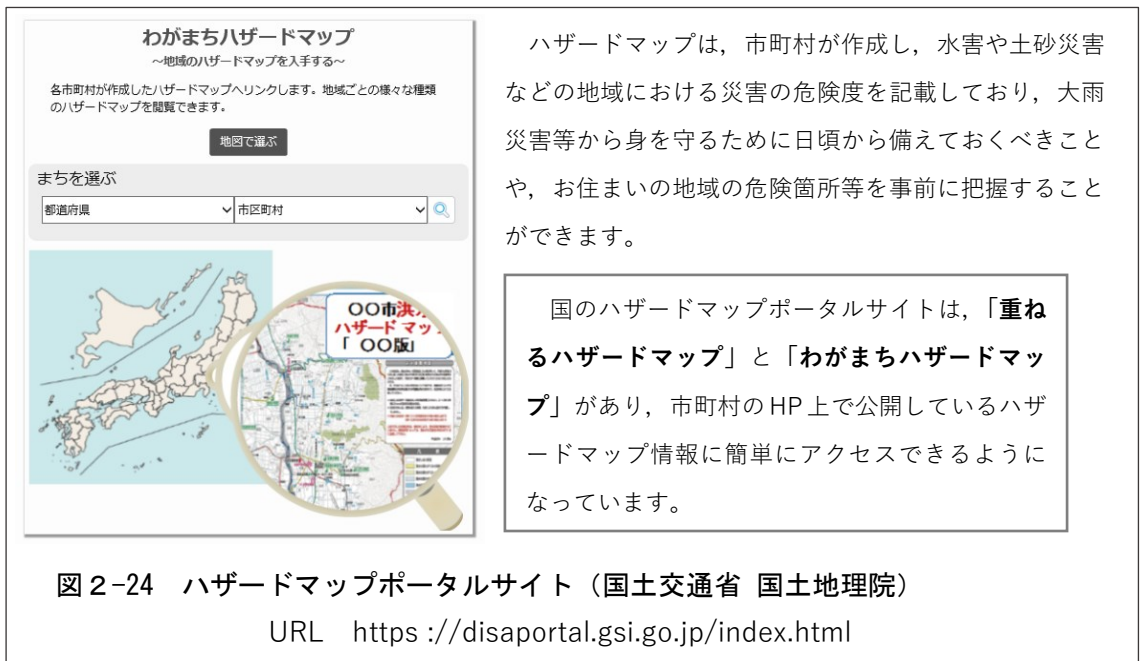 わがまちハザードマップ
～地域のハザードマップを入手する～
各市町村が作成したハザードマップへリンクします。地域ごとの様々な種類
のハザードマップを閲覧できます。
地図で選ぶ
まちを選ぶ
都道府県
市区町村
〇〇市洪
ハザード マッ
「 〇〇版」
ハザードマップは，市町村が作成し，水害や土砂災害
などの地域における災害の危険度を記載しており，大雨
災害等から身を守るために日頃から備えておくべきこと
や，お住まいの地域の危険箇所等を事前に把握すること
ができます。
国のハザードマップポータルサイトは，「重ね
るハザードマップ」と「わがまちハザードマッ
プ」があり，市町村の HP 上で公開しているハザ
ードマップ情報に簡単にアクセスできるように
なっています。
図２-24　ハザードマップポータルサイト（国土交通省 国土地理院）
URL　https ://disaportal.gsi.go.jp/index.html